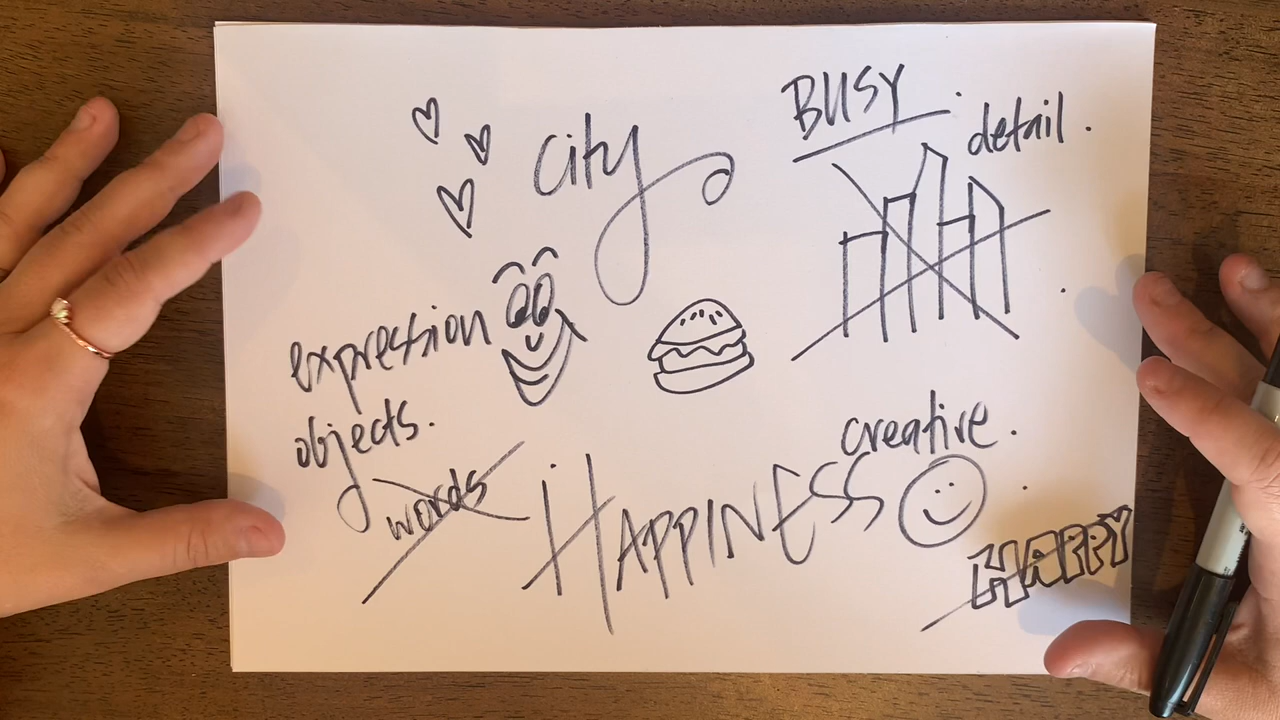 city
BUSY
detail.
expression
objects.
words
creative.
HAPPINESS
HAPPY